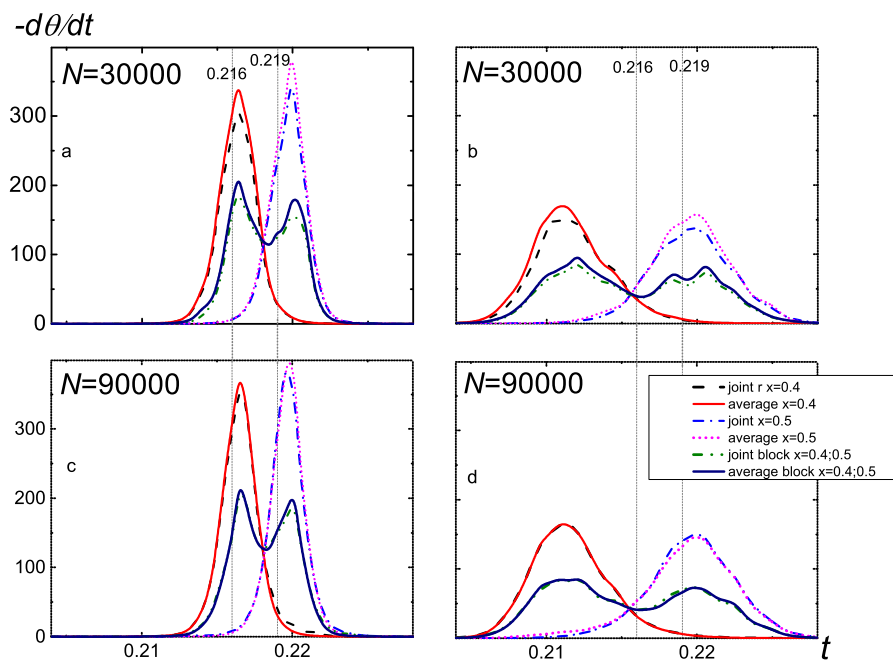 -dθ/dt
N=30000
0.216
0.219
300
200
100
0
a
N=30000
0.216
0.219
b
N=90000
300
200
100
0
c
0.21
0.22
N=90000
joint r x=0.4
average x=0.4
joint x=0.5
average x=0.5
joint block x=0.4;0.5
average block x=0.4;0.5
d
0.21
0.22
t